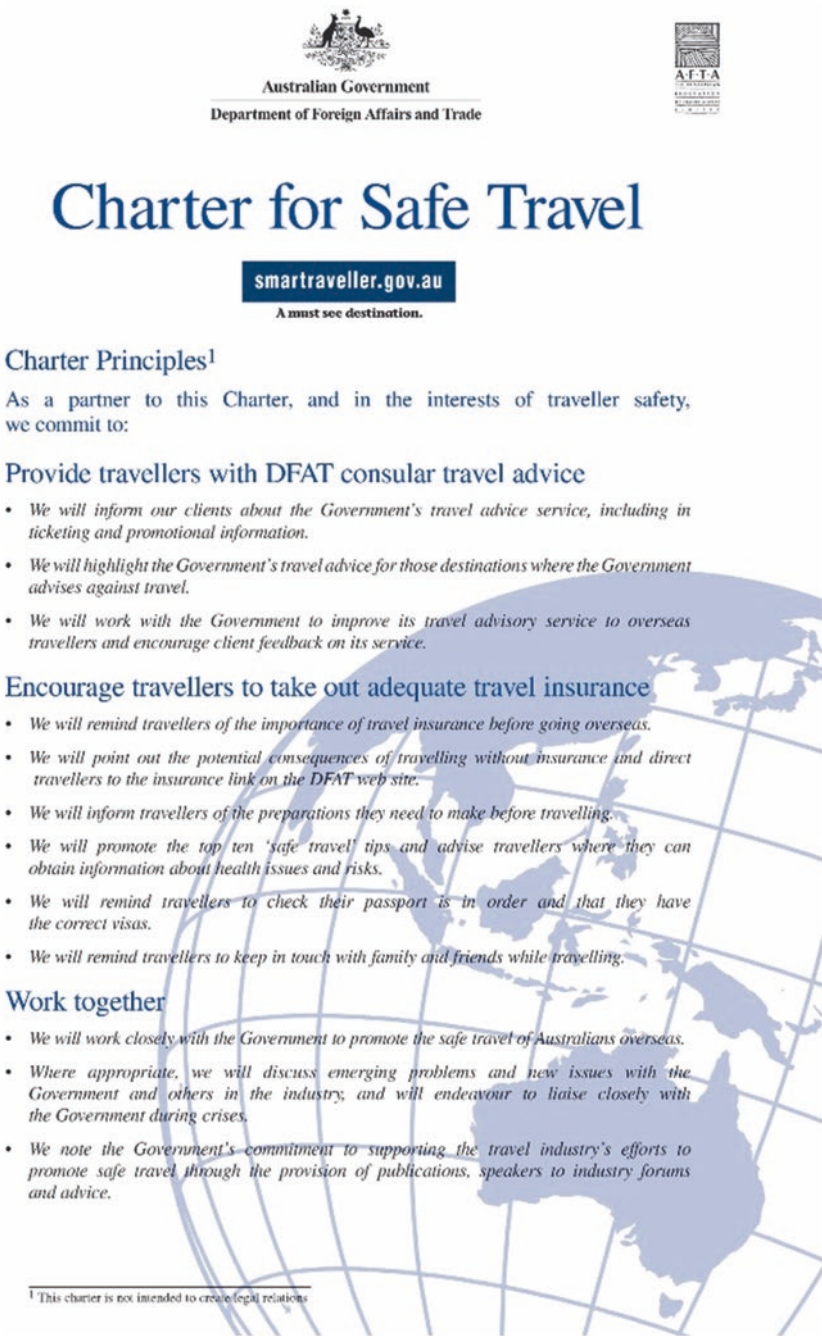 Australian Government
Department of Foreign Affairs and Trade
A·F·T·A
Charter for Safe Travel
smartraveller.gov.au
A must see destination.
Charter Principles¹
As a partner to this Charter, and in the interests of traveller safety,
we commit to:
Provide travellers with DFAT consular travel advice
• We will inform our clients about the Government's travel advice service, including in
ticketing and promotional information.
• We will highlight the Government's travel advice for those destinations where the Government
advises against travel.
• We will work with the Government to improve its travel advisory service to overseas
travellers and encourage client feedback on its service.
Encourage travellers to take out adequate travel insurance
• We will remind travellers of the importance of travel insurance before going overseas.
• We will point out the potential consequences of travelling without insurance and direct
travellers to the insurance link on the DFAT web site.
• We will inform travellers of the preparations they need to make before travelling.
• We will promote the top ten 'safe travel' tips and advise travellers where they can
obtain information about health issues and risks.
• We will remind travellers to check their passport is in order and that they have
the correct visas.
• We will remind travellers to keep in touch with family and friends while travelling.
Work together
• We will work closely with the Government to promote the safe travel of Australians overseas.
• Where appropriate, we will discuss emerging problems and new issues with the
Government and others in the industry, and will endeavour to liaise closely with
the Government during crises.
• We note the Government's commitment to supporting the travel industry's efforts to
promote safe travel through the provision of publications, speakers to industry forums
and advice.
¹ This charter is not intended to create legal relations